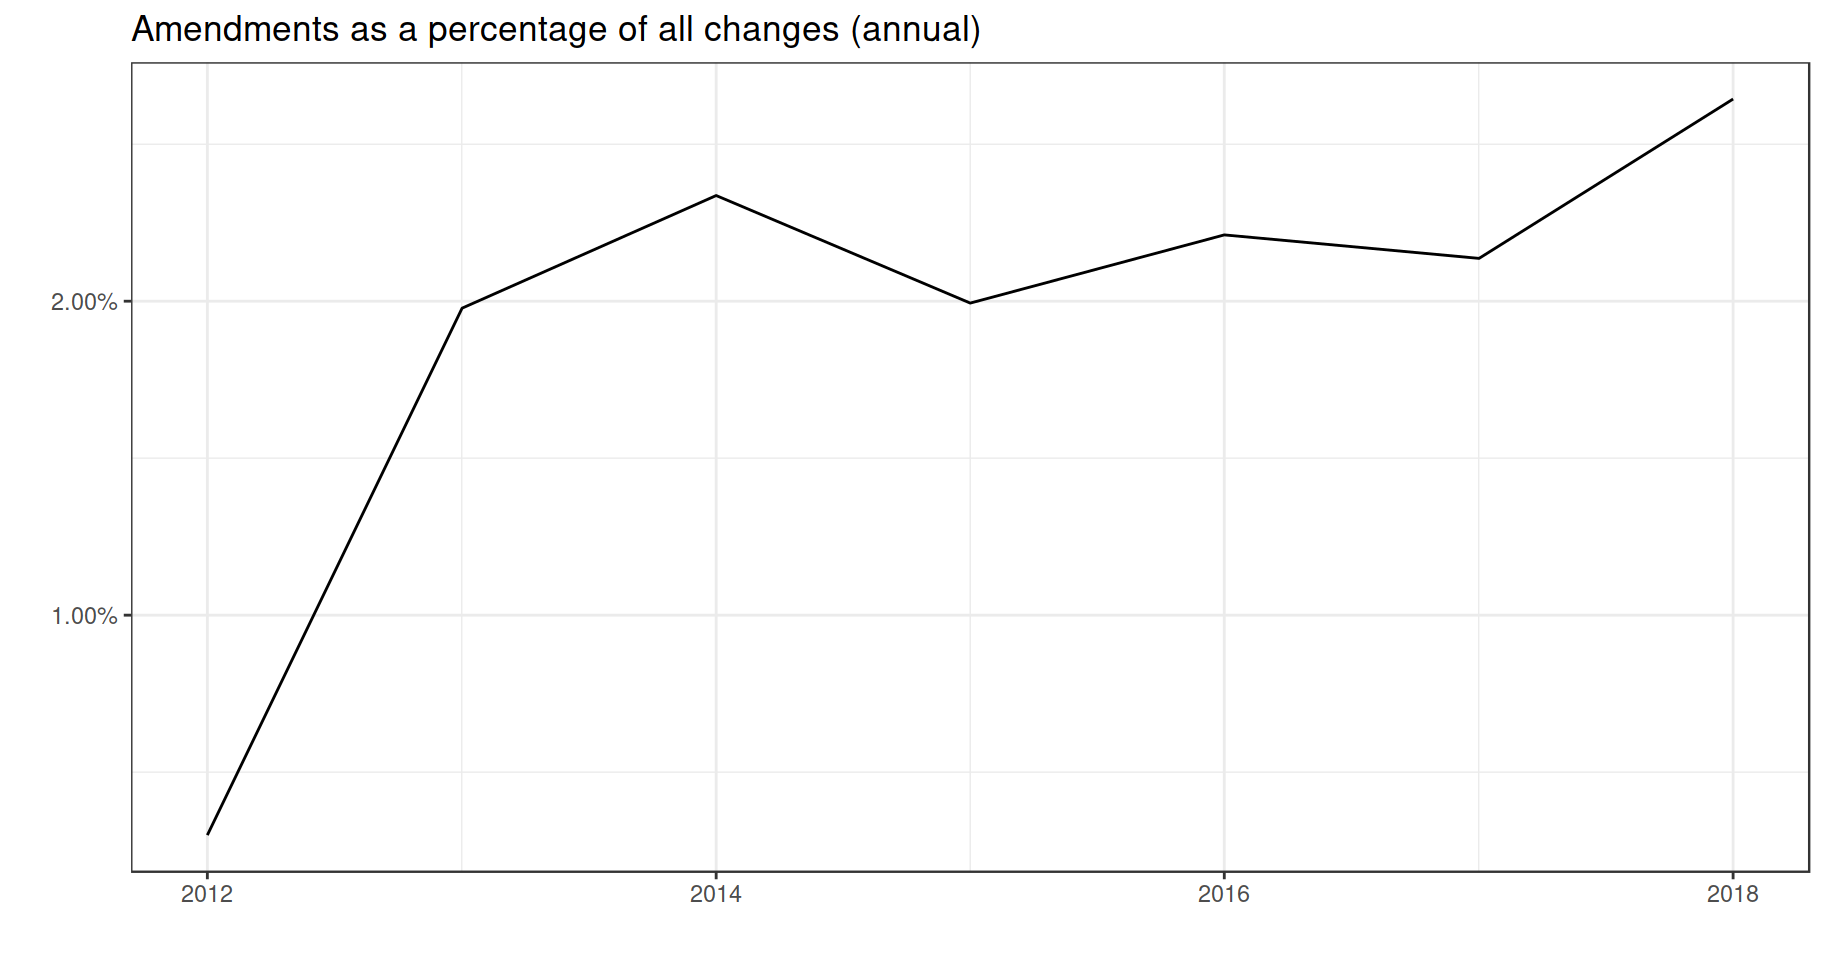 Amendments as a percentage of all changes (annual)
2.00%
1.00%
2012 2014 2016 2018